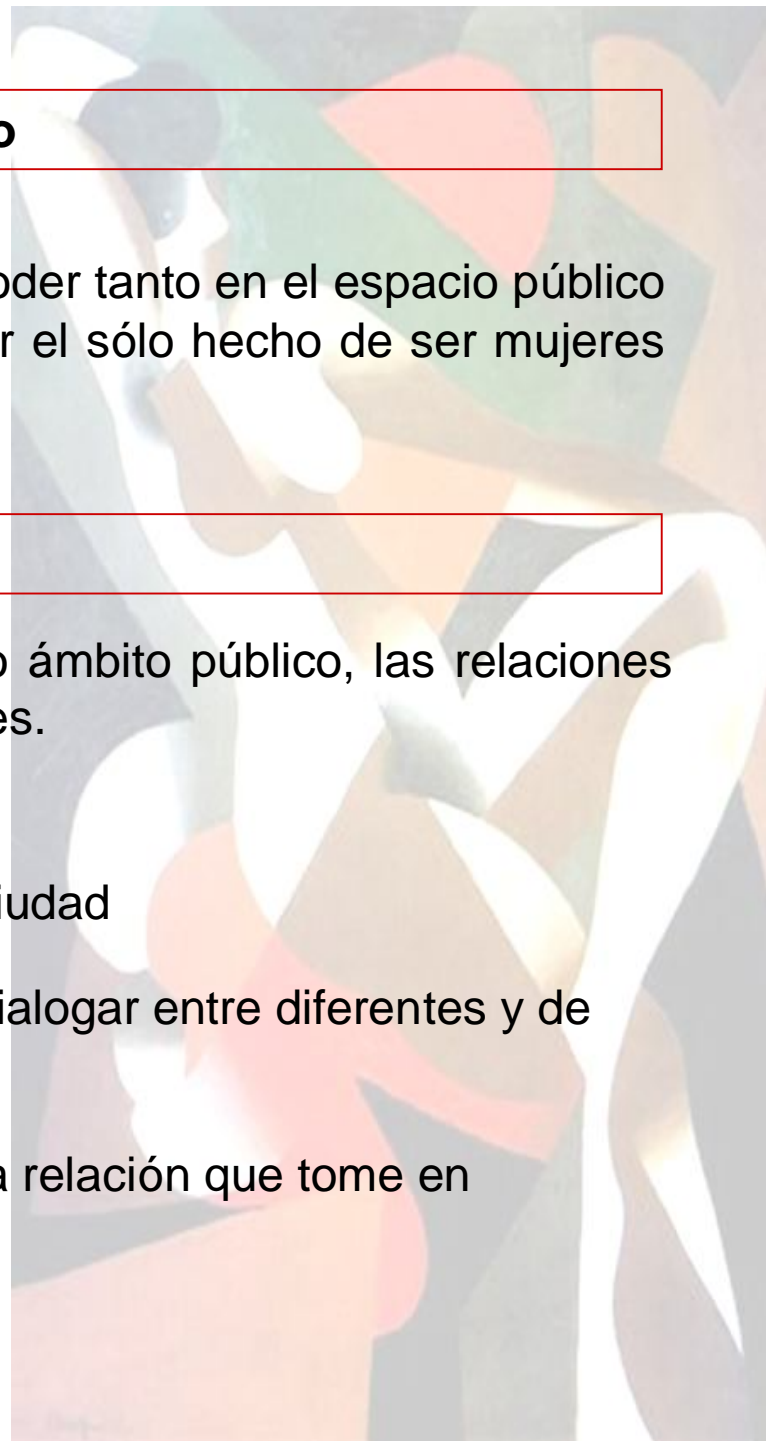 o
oder tanto en el espacio público
r el sólo hecho de ser mujeres
o ámbito público, las relaciones
es.
iudad
ialogar entre diferentes y de
a relación que tome en